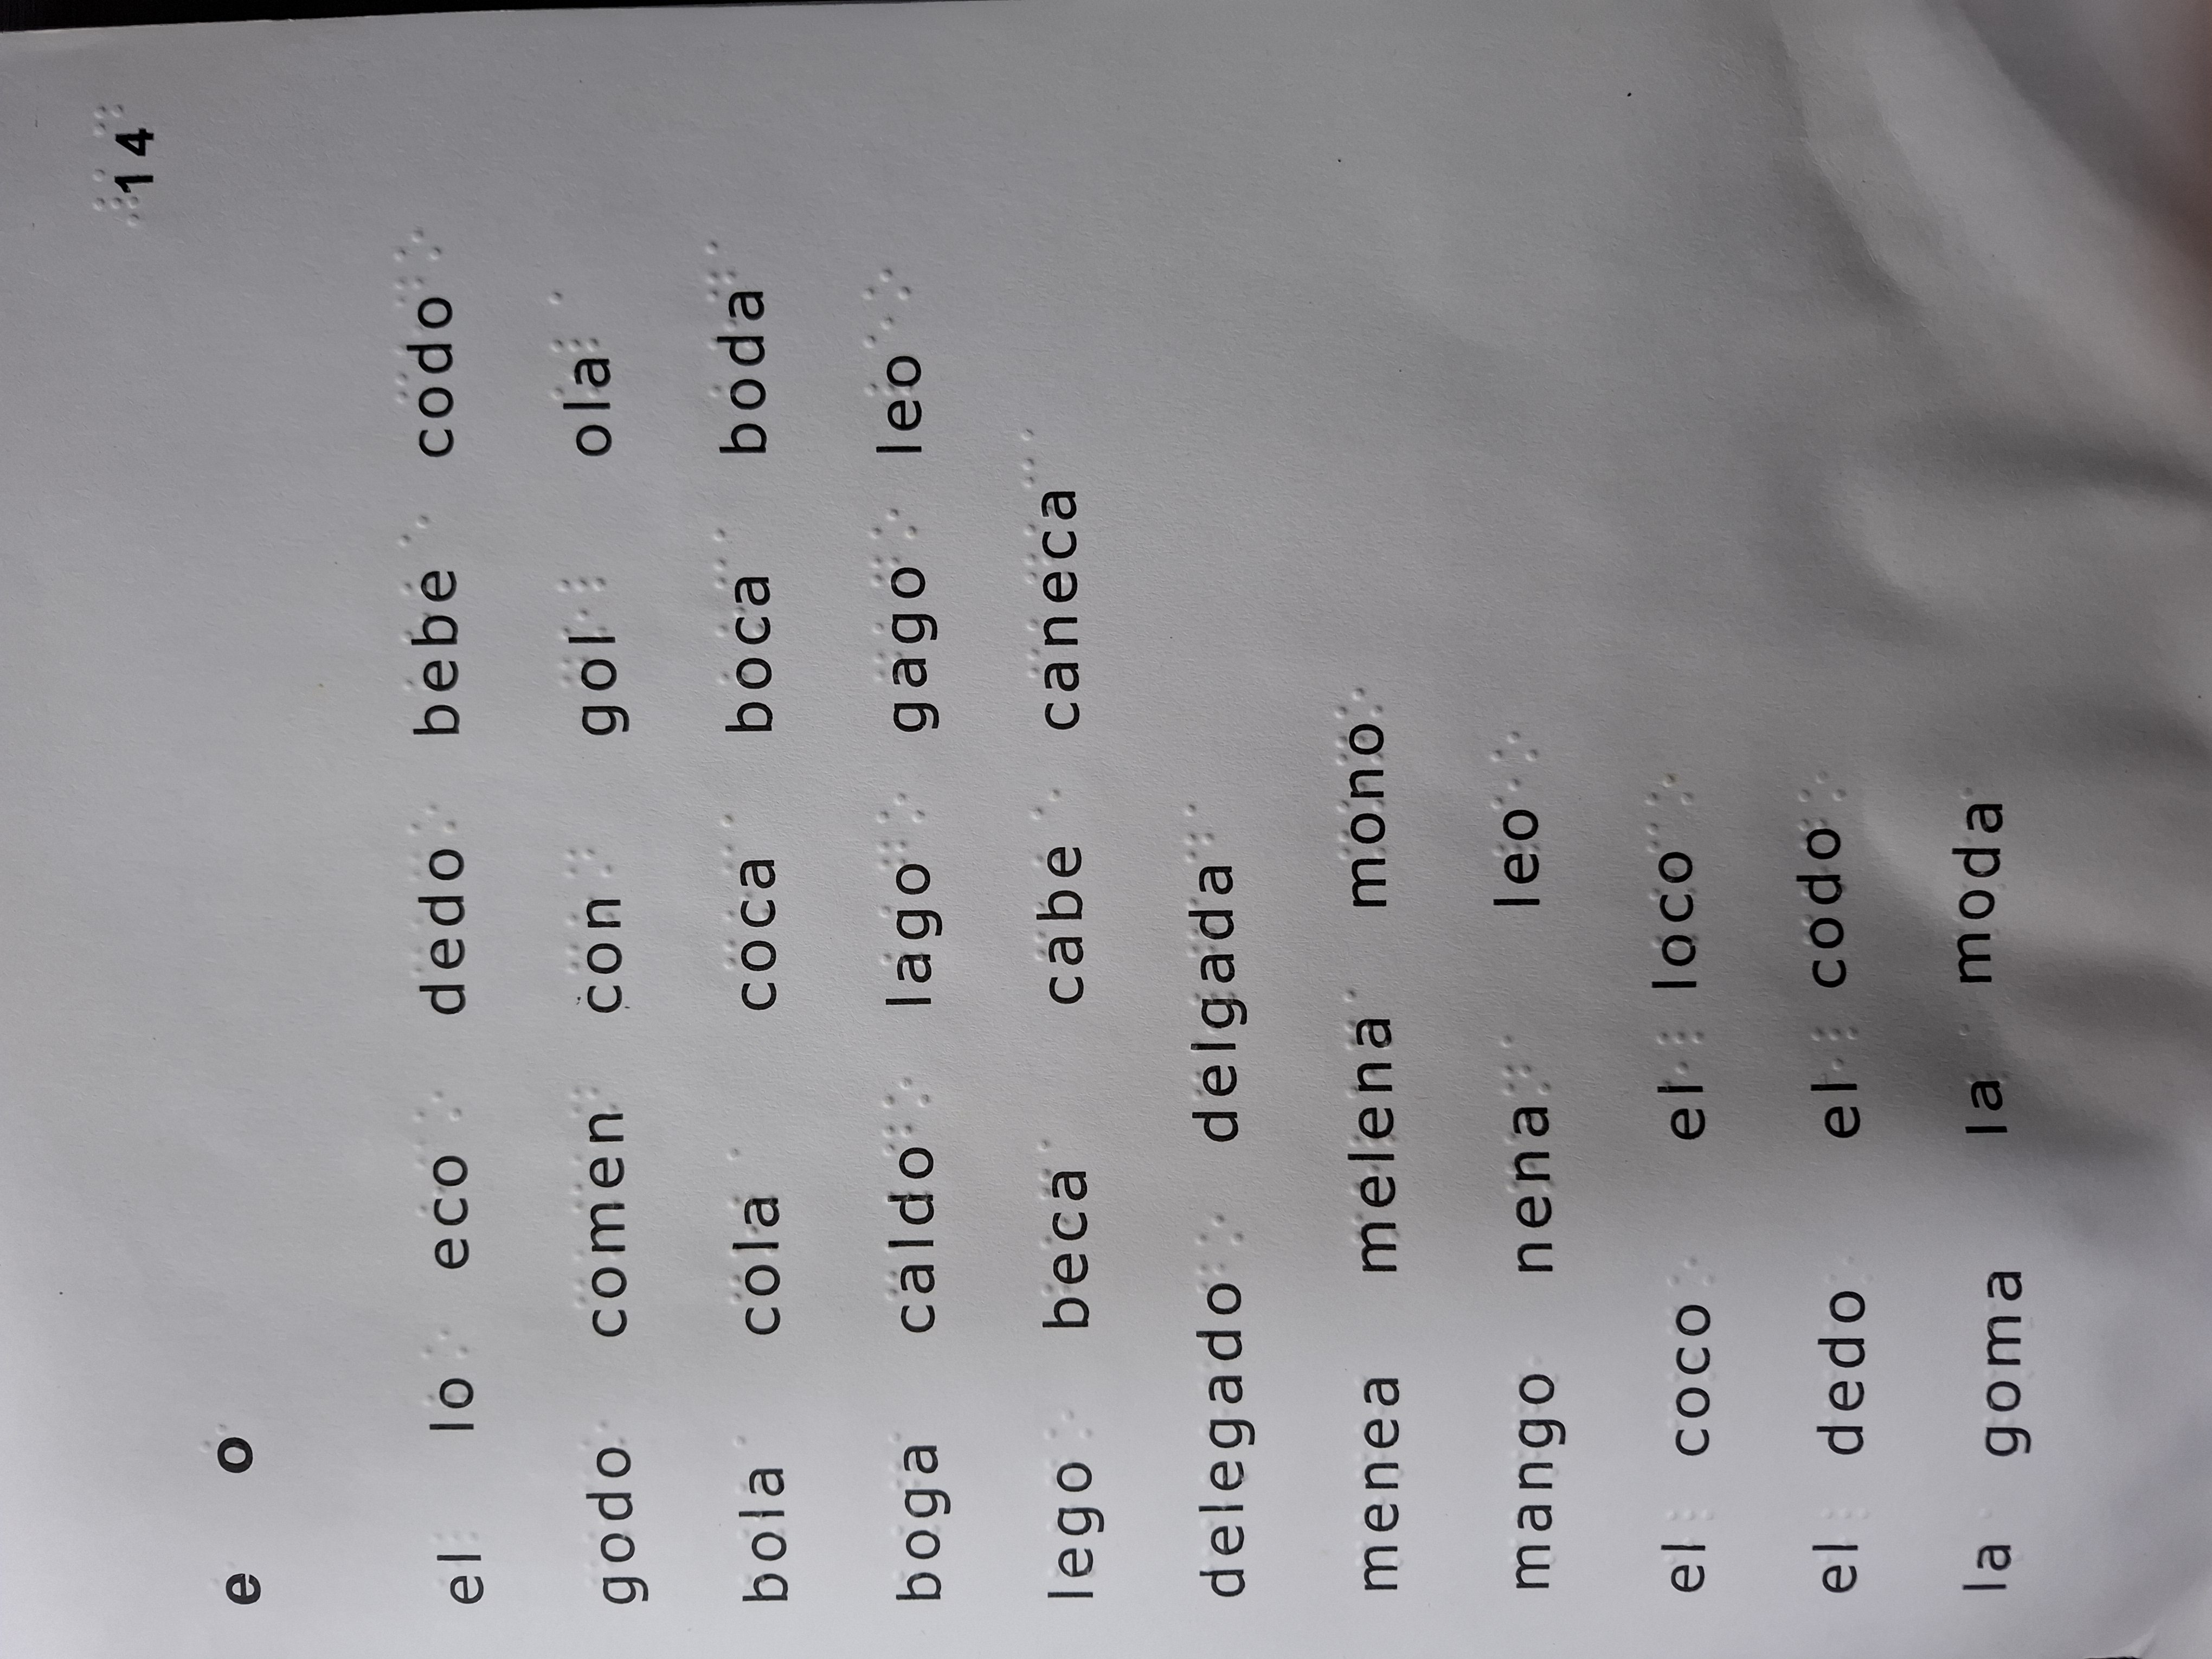 14
e o
el lo eco dedo bebe codo
godo comen con gol ola
bola cola coca boca boda
boga caldo lago gago leo
lego beca cabe caneca
delegado delgada
menea melena mono
mango nena leo
el coco el loco
el dedo el codo
la goma la moda